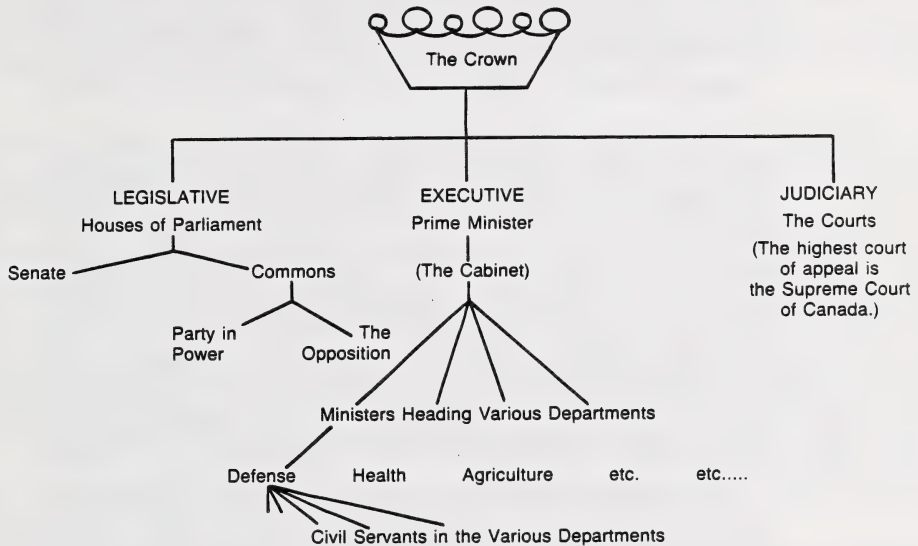 The Crown
LEGISLATIVE
Houses of Parliament
Senate
Commons
Party in
Power
The
Opposition
EXECUTIVE
Prime Minister
(The Cabinet)
Ministers Heading Various Departments
Defense Health Agriculture etc. etc.....
Civil Servants in the Various Departments
JUDICIARY
The Courts
(The highest court
of appeal is
the Supreme Court
of Canada.)